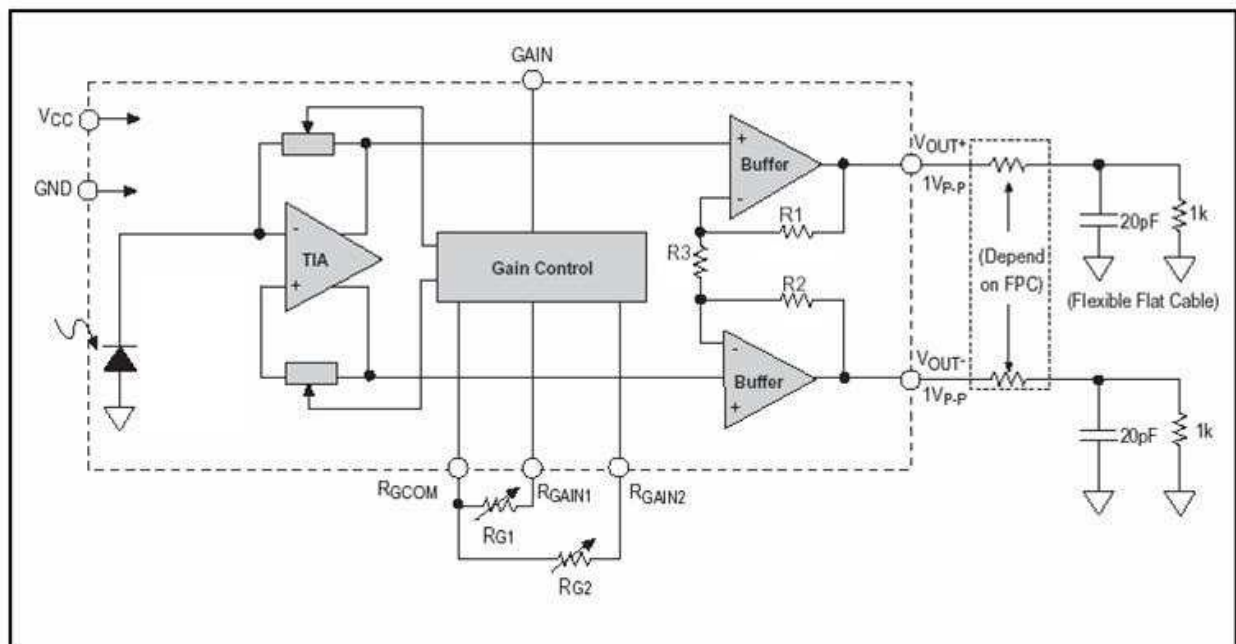 GAIN
VCC
GND
TIA
-
+
Gain Control
+
Buffer
-
R1
R3
R2
-
Buffer
+
VOUT+
1VP-P
VOUT-
1VP-P
(Depend
on FPC)
20pF
1k
(Flexible Flat Cable)
20pF
1k
RGCOM
RGAIN1
RGAIN2
RG1
RG2